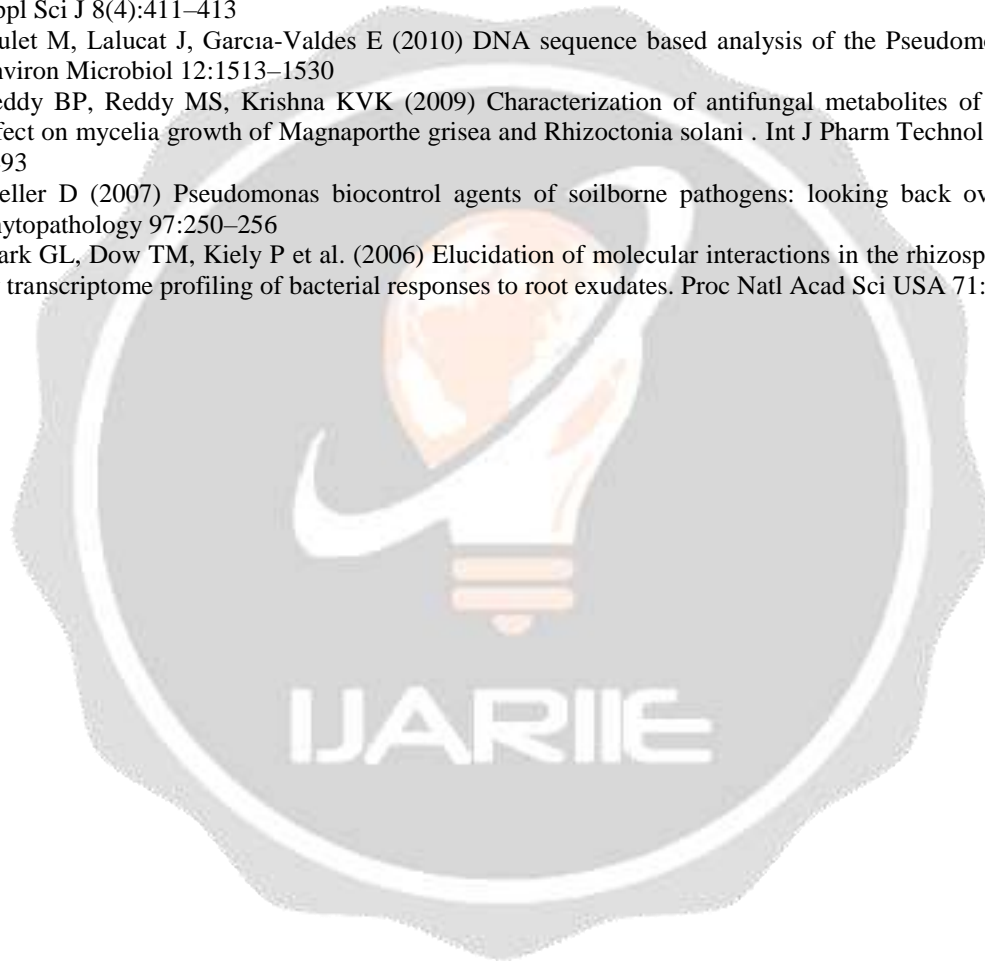 ppl Sci J 8(4):411–413
ulet M, Lalucat J, Garcıa-Valdes E (2010) DNA sequence based analysis of the Pseudom
nviron Microbiol 12:1513–1530
eddy BP, Reddy MS, Krishna KVK (2009) Characterization of antifungal metabolites of
fect on mycelia growth of Magnaporthe grisea and Rhizoctonia solani . Int J Pharm Technol
93
eller D (2007) Pseudomonas biocontrol agents of soilborne pathogens: looking back ov
hytopathology 97:250–256
ark GL, Dow TM, Kiely P et al. (2006) Elucidation of molecular interactions in the rhizosp
transcriptome profiling of bacterial responses to root exudates. Proc Natl Acad Sci USA 71:
IJARIIE